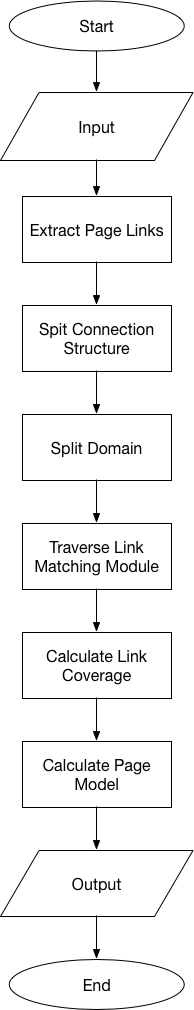 Start
Input
Extract Page Links
Spit Connection
Structure
Split Domain
Traverse Link
Matching Module
Calculate Link
Coverage
Calculate Page
Model
Output
End